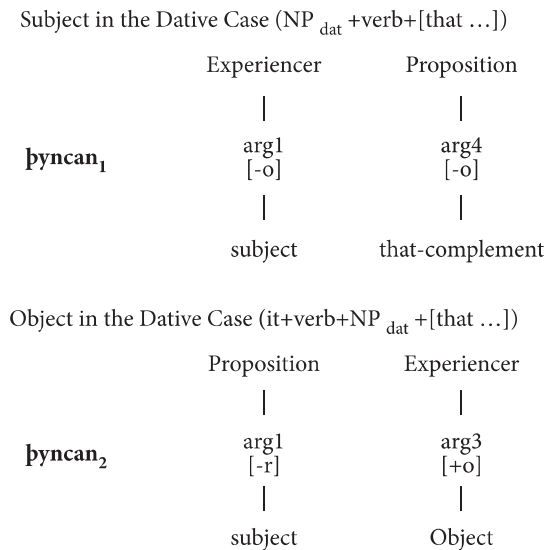 Subject in the Dative Case (NP dat +verb+[that …])
Experiencer Proposition
arg1 arg4
þyncan1
[-o] [-o]
subject that-complement
Object in the Dative Case (it+verb+NP dat +[that …])
Proposition Experiencer
arg1 arg3
þyncan2
[-r] [+o]
subject Object